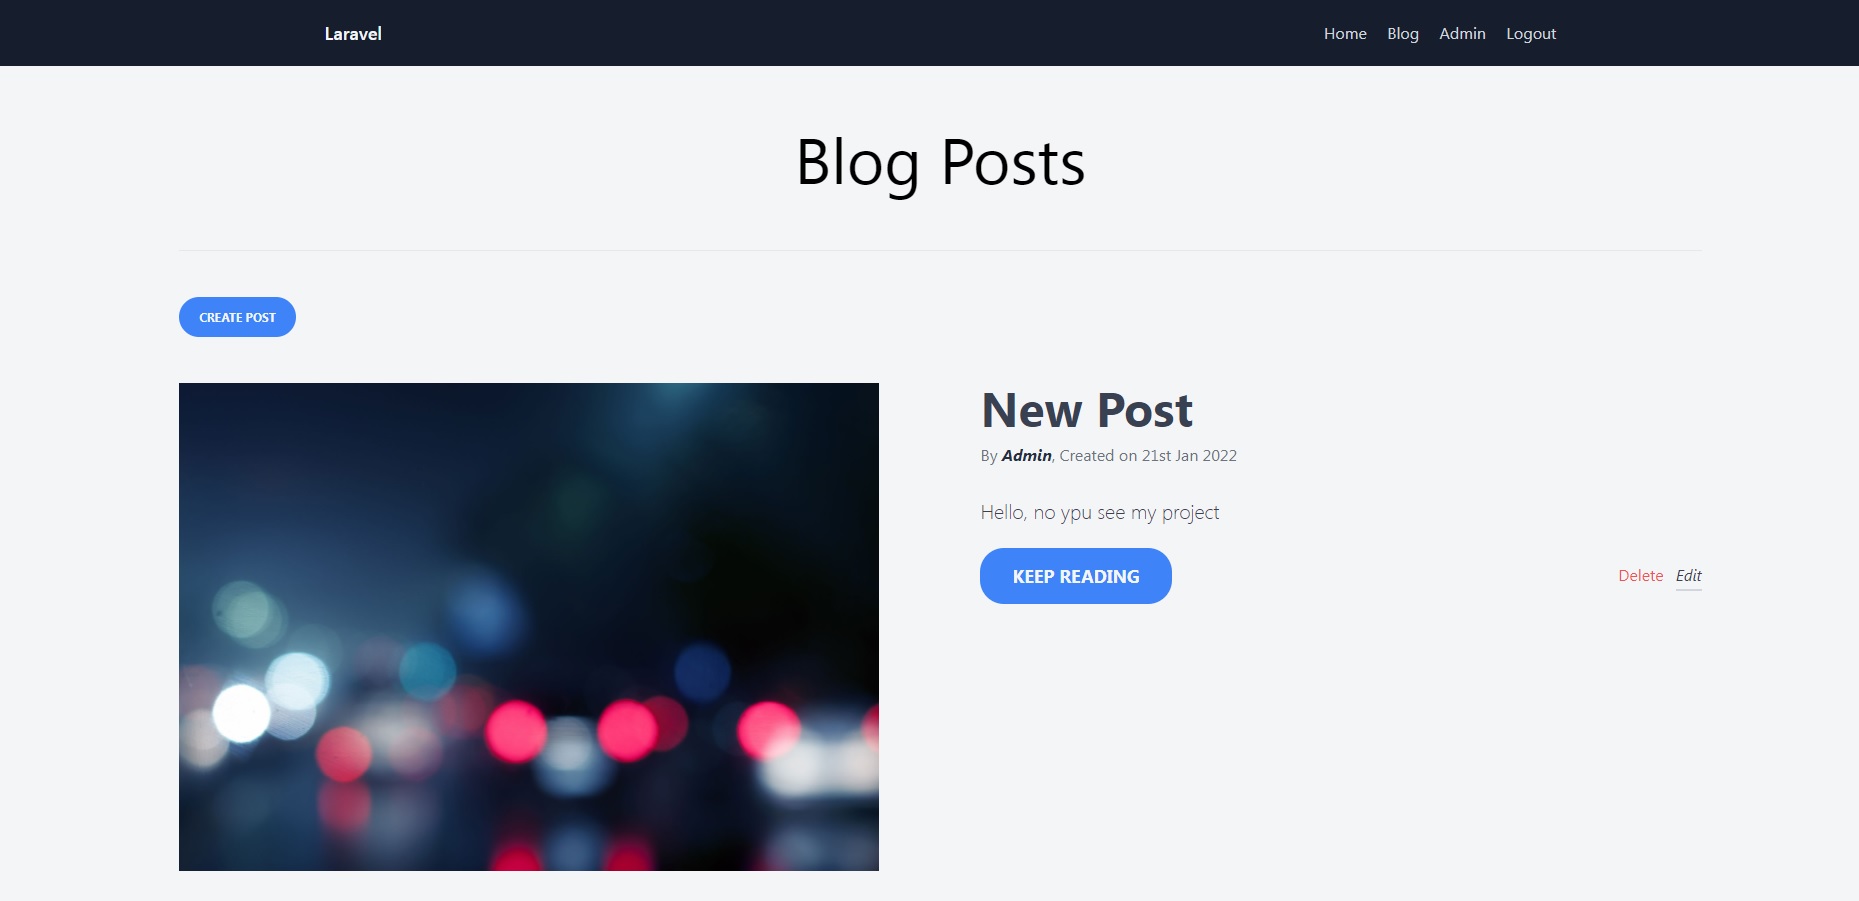 Laravel
Home Blog Admin Logout
Blog Posts
CREATE POST
New Post
By Admin, Created on 21st Jan 2022
Hello, no ypu see my project
KEEP READING
Delete Edit